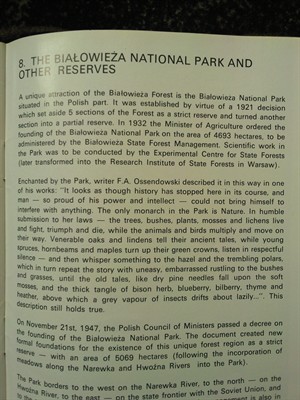 8. THE BIAŁOWIEŻA NATIONAL PARK AND
OTHER RESERVES
A unique attraction of the Białowieża Forest is the Białowieża National Park
situated in the Polish part. It was established by virtue of a 1921 decision
which set aside 5 sections of the Forest as a strict reserve and turned another
section into a partial reserve. In 1932 the Minister of Agriculture ordered the
founding of the Białowieża National Park on the area of 4693 hectares, to be
administered by the Białowieża State Forest Management. Scientific work in
the Park was to be conducted by the Experimental Centre for State Forests
(later transformed into the Research Institute of State Forests in Warsaw).
Enchanted by the Park, writer F.A. Ossendowski described it in this way in one
of his works: "It looks as though history has stopped here in its course, and
man — so proud of his power and intellect — could not bring himself to
interfere with anything. The only monarch in the Park is Nature. In humble
submission to her laws — the trees, bushes, plants, mosses and lichens live
and fight, triumph and die, while the animals and birds multiply and move on
their way. Venerable oaks and lindens tell their ancient tales, while young
spruces, hornbeams and maples turn up their green crowns, listen in respectful
silence — and then whisper something to the hazel and the trembling polars,
which in turn repeat the story with uneasy, embarrassed rustling to the bushes
and grasses, until the old tales, like dry pine needles fall upon the soft
mosses, and the thick tangle of bison herb, blueberry, bilberry, thyme and
heather, above which a grey vapour of insects drifts about lazily...". This
description still holds true.
On November 21st, 1947, the Polish Council of Ministers passed a decree on
the founding of the Białowieża National Park. The document created new
formal foundations for the existence of this unique forest region as a strict
reserve — with an area of 5069 hectares (following the incorporation of
meadows along the Narewka and Hwoźna Rivers into the Park).
The Park borders to the west on the Narewka River, to the north — on the
Hwoźna River, to the east — on the state frontier with the Soviet Union, and